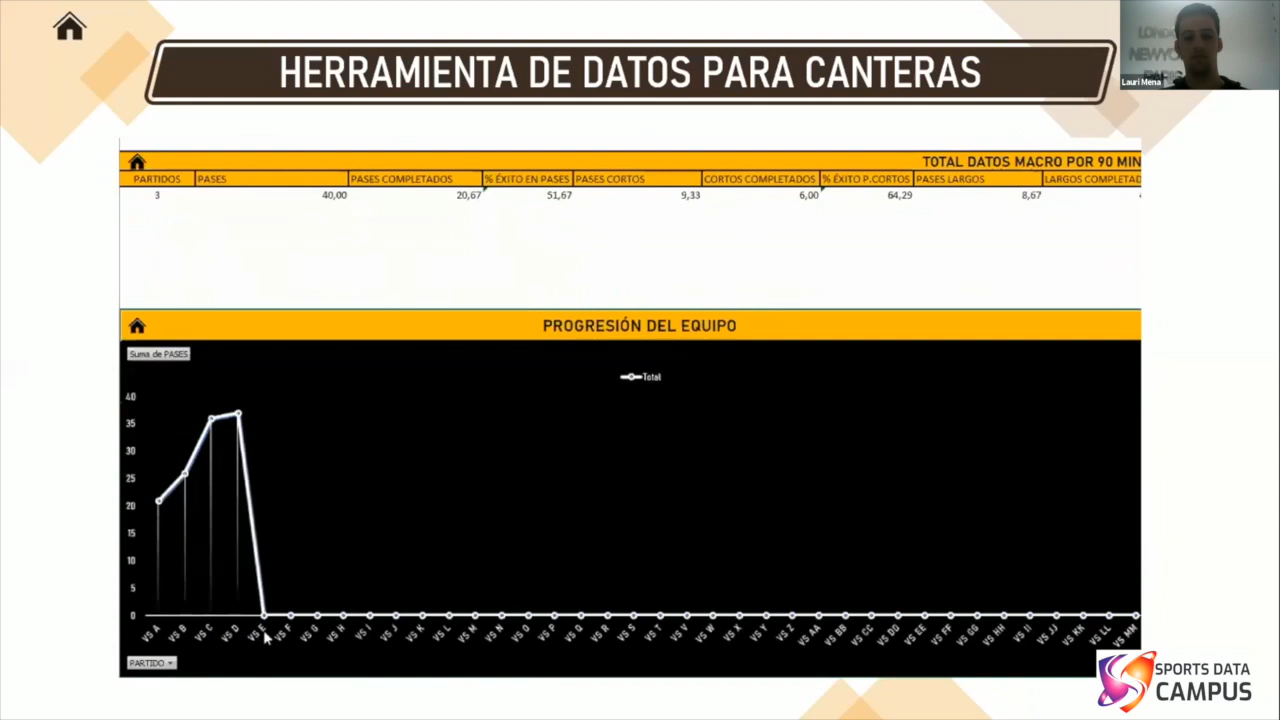 HERRAMIENTA DE DATOS PARA CANTERAS
Lauri Mena
TOTAL DATOS MACRO POR 90 MIN
PARTIDOS PASES PASES COMPLETADOS % ÉXITO EN PASES PASES CORTOS CORTOS COMPLETADOS % ÉXITO P.CORTOS PASES LARGOS LARGOS COMPLETAD
3 40,00 20,67 51,67 9,33 6,00 64,29 8,67
PROGRESIÓN DEL EQUIPO
Suma de PASES
Total
40
35
30
25
20
15
10
5
0
VS A VS B VS C VS D VS E VS F VS G VS H VS I VS J VS K VS L VS M VS N VS O VS P VS Q VS R VS S VS T VS V VS W VS X VS Y VS Z VS AA VS BB VS CC VS DD VS EE VS FF VS GG VS HH VS II VS JJ VS KK VS LL VS MM
PARTIDO
SPORTS DATA
CAMPUS